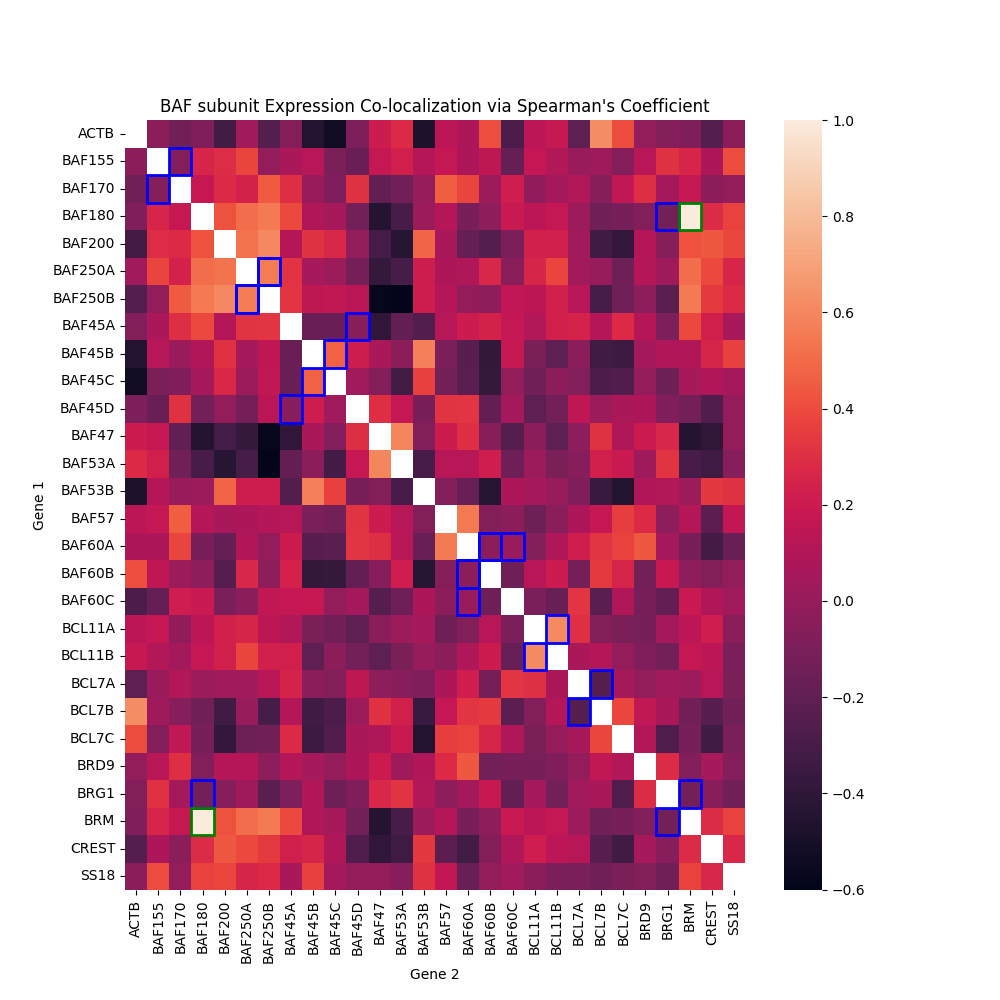 BAF subunit Expression Co-localization via Spearman's Coefficient
Gene 1
ACTB
BAF155
BAF170
BAF180
BAF200
BAF250A
BAF250B
BAF45A
BAF45B
BAF45C
BAF45D
BAF47
BAF53A
BAF53B
BAF57
BAF60A
BAF60B
BAF60C
BCL11A
BCL11B
BCL7A
BCL7B
BCL7C
BRD9
BRG1
BRM
CREST
SS18
ACTB
BAF155
BAF170
BAF180
BAF200
BAF250A
BAF250B
BAF45A
BAF45B
BAF45C
BAF45D
BAF47
BAF53A
BAF53B
BAF57
BAF60A
BAF60B
BAF60C
BCL11A
BCL11B
BCL7A
BCL7B
BCL7C
BRD9
BRG1
BRM
CREST
SS18
Gene 2
1.0
0.8
0.6
0.4
0.2
0.0
−0.2
−0.4
−0.6